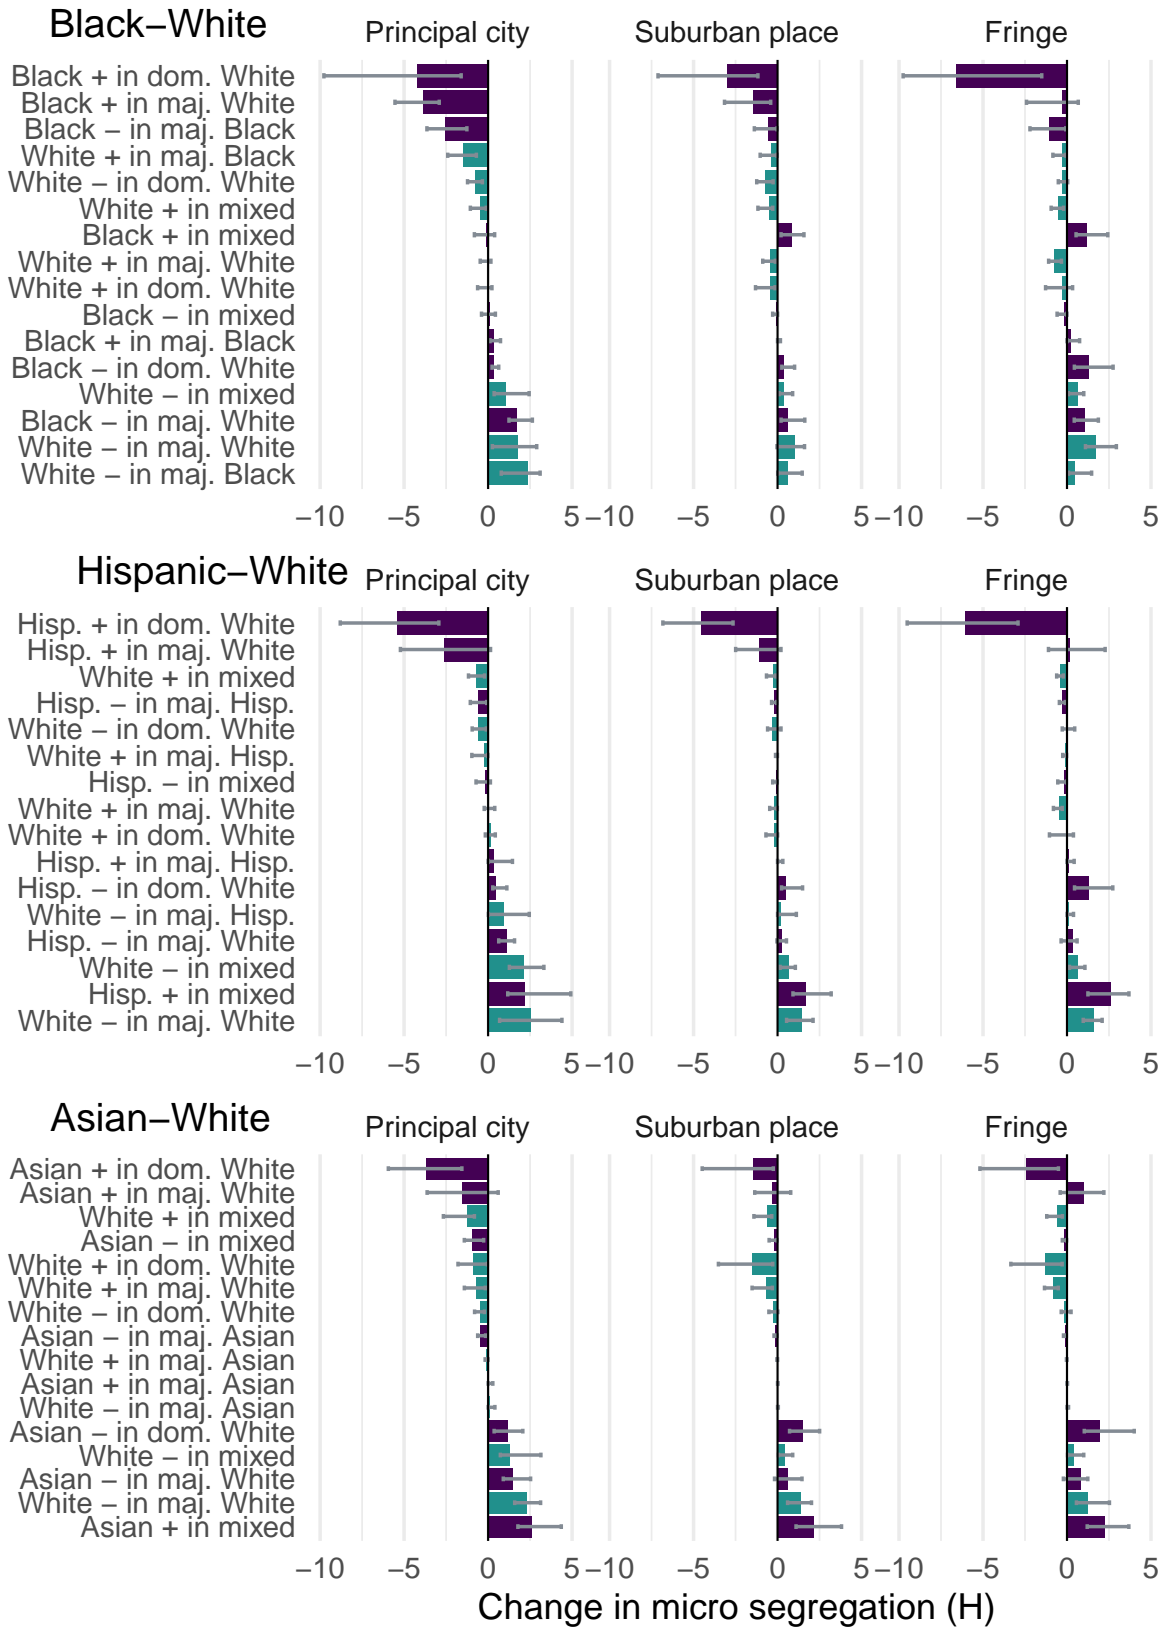 Black−White
Principal city Suburban place Fringe
Black + in dom. White
Black + in maj. White
Black − in maj. Black
White + in maj. Black
White − in dom. White
White + in mixed
Black + in mixed
White + in maj. White
White + in dom. White
Black − in mixed
Black + in maj. Black
Black − in dom. White
White − in mixed
Black − in maj. White
White − in maj. White
White − in maj. Black
−10 −5 0 5 −10 −5 0 5 −10 −5 0 5
Hispanic−White
Principal city Suburban place Fringe
Hisp. + in dom. White
Hisp. + in maj. White
White + in mixed
Hisp. − in maj. Hisp.
White − in dom. White
White + in maj. Hisp.
Hisp. − in mixed
White + in maj. White
White + in dom. White
Hisp. + in maj. Hisp.
Hisp. − in dom. White
White − in maj. Hisp.
Hisp. − in maj. White
White − in mixed
Hisp. + in mixed
White − in maj. White
−10 −5 0 5 −10 −5 0 5 −10 −5 0 5
Asian−White
Principal city Suburban place Fringe
Asian + in dom. White
Asian + in maj. White
White + in mixed
Asian − in mixed
White + in dom. White
White + in maj. White
White − in dom. White
Asian − in maj. Asian
White + in maj. Asian
Asian + in maj. Asian
White − in maj. Asian
Asian − in dom. White
White − in mixed
Asian − in maj. White
White − in maj. White
Asian + in mixed
−10 −5 0 5 −10 −5 0 5 −10 −5 0 5
Change in micro segregation (H)